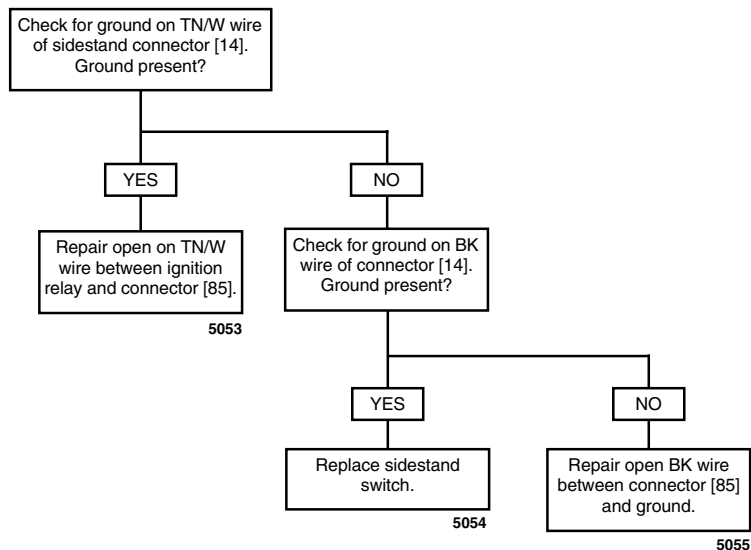 Check for ground on TN/W wire
of sidestand connector [14].
Ground present?
YES
NO
Repair open on TN/W
wire between ignition
relay and connector [85].
5053
Check for ground on BK
wire of connector [14].
Ground present?
YES
NO
Replace sidestand
switch.
5054
Repair open BK wire
between connector [85]
and ground.
5055